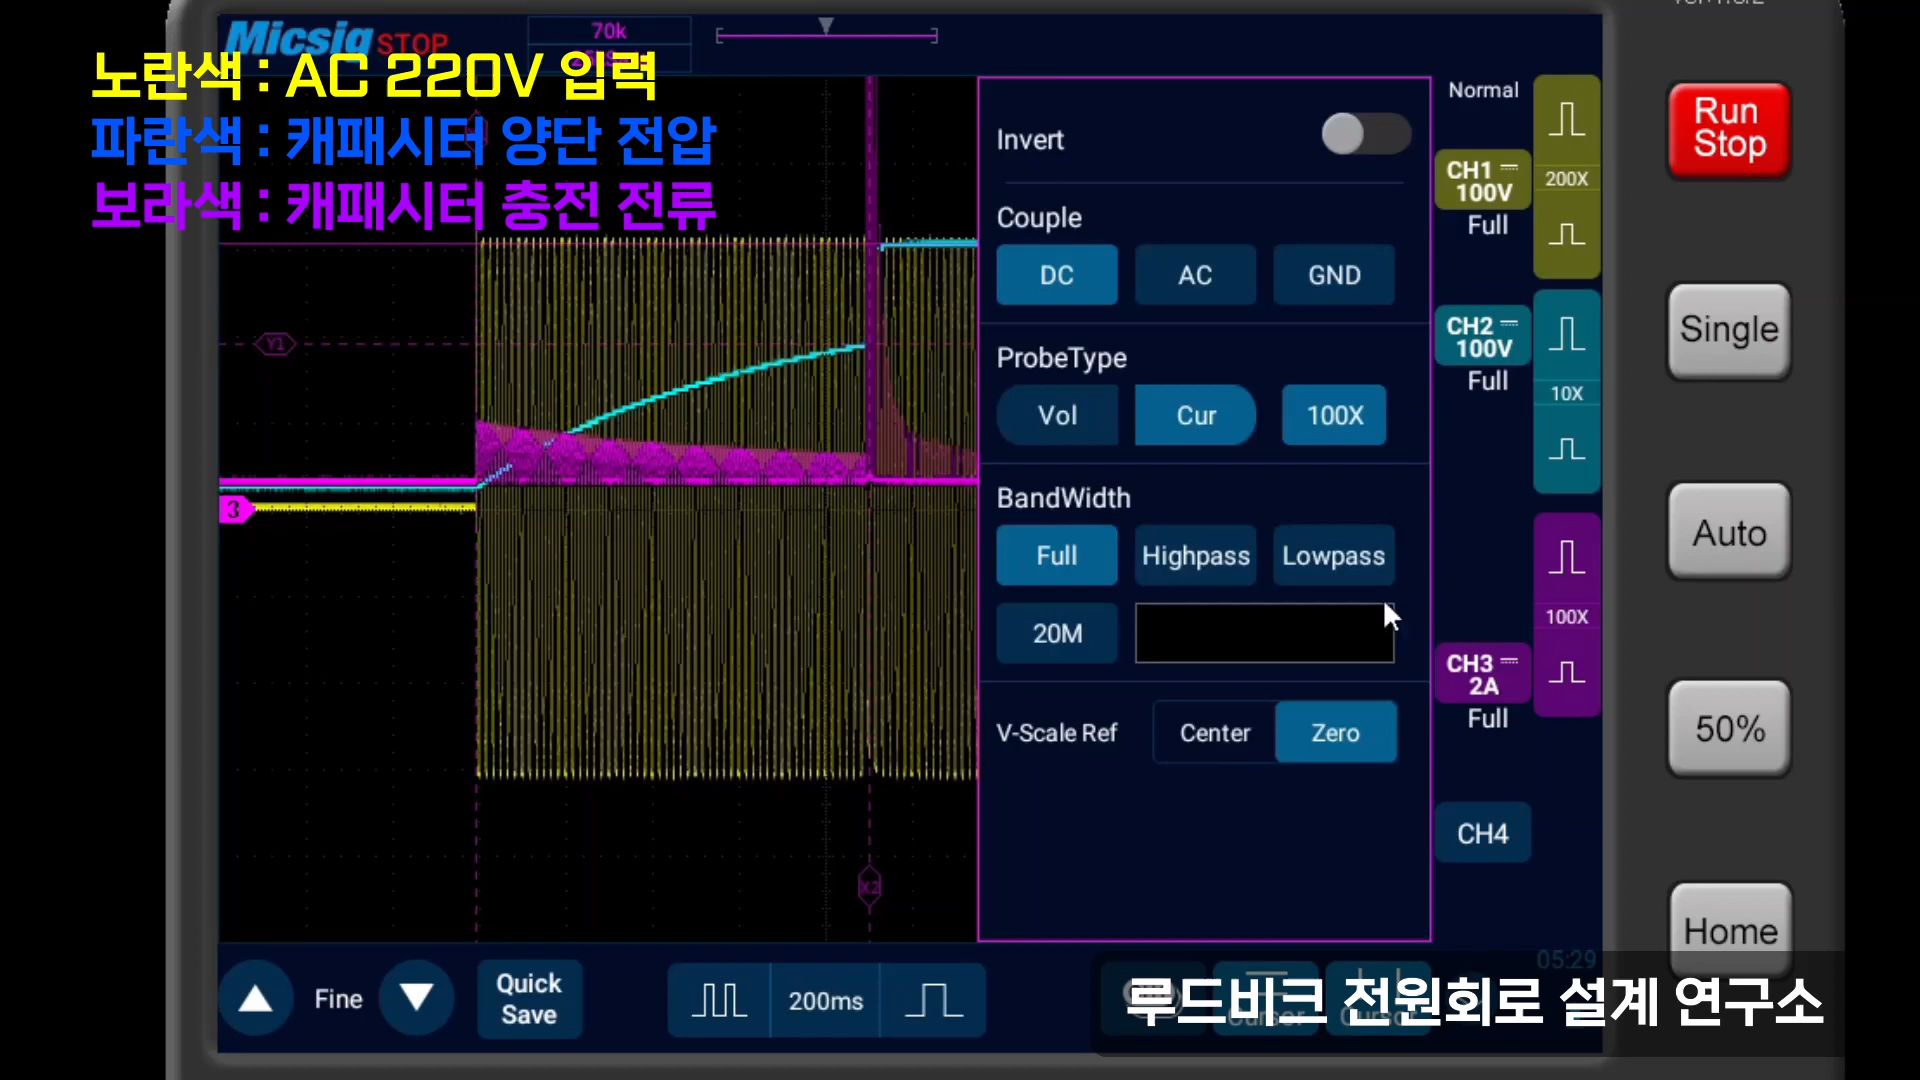 Micsig STOP
70k
노란색 : AC 220V 입력
파란색 : 캐패시터 양단 전압
보라색 : 캐패시터 충전 전류
Invert
Couple
DC AC GND
ProbeType
Vol Cur 100X
BandWidth
Full Highpass Lowpass
20M
V-Scale Ref Center Zero
Normal
CH1
100V
Full
200X
CH2
100V
Full
10X
CH3
2A
Full
100X
CH4
Y1
3
X2
Run
Stop
Single
Auto
50%
Home
Fine
Quick
Save
200ms
05:29
Cursor
루드비크 전원회로 설계 연구소